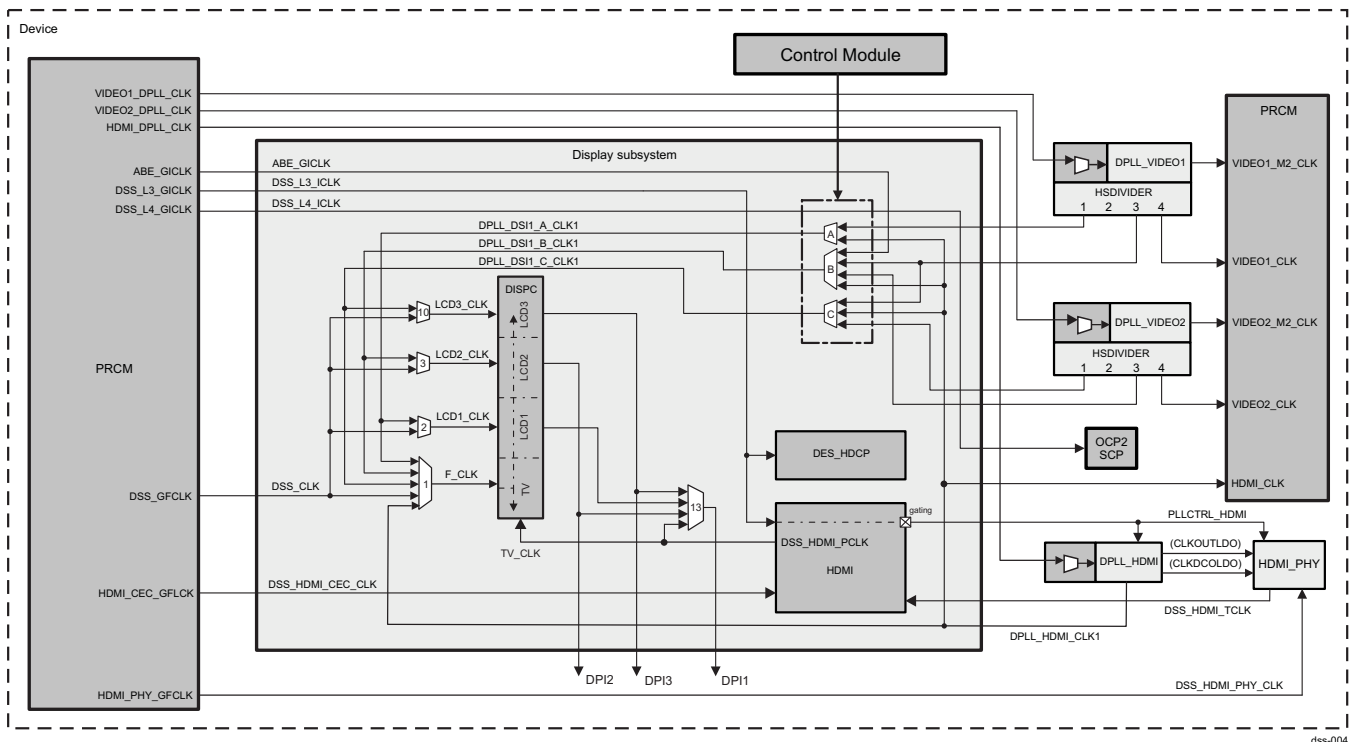 Device
Control Module
PRCM
VIDEO1_DPLL_CLK
VIDEO2_DPLL_CLK
HDMI_DPLL_CLK
ABE_GICLK
DSS_L3_GICLK
DSS_L4_GICLK
DSS_GFCLK
HDMI_CEC_GFLCK
HDMI_PHY_GFCLK
Display subsystem
ABE_GICLK
DSS_L3_ICLK
DSS_L4_ICLK
DPLL_DSI1_A_CLK1
DPLL_DSI1_B_CLK1
DPLL_DSI1_C_CLK1
A
B
C
DISPC
LCD3
LCD2
LCD1
TV
10
LCD3_CLK
3
LCD2_CLK
2
LCD1_CLK
1
F_CLK
DSS_CLK
TV_CLK
13
DES_HDCP
DSS_HDMI_PCLK
HDMI
gating
DSS_HDMI_CEC_CLK
DPI2
DPI3
DPI1
DPLL_VIDEO1
HSDIVIDER
1 2 3 4
DPLL_VIDEO2
HSDIVIDER
1 2 3 4
OCP2
SCP
PRCM
VIDEO1_M2_CLK
VIDEO1_CLK
VIDEO2_M2_CLK
VIDEO2_CLK
HDMI_CLK
PLLCTRL_HDMI
DPLL_HDMI
(CLKOUTLDO)
(CLKDCOLDO)
HDMI_PHY
DSS_HDMI_TCLK
DPLL_HDMI_CLK1
DSS_HDMI_PHY_CLK
dss-004